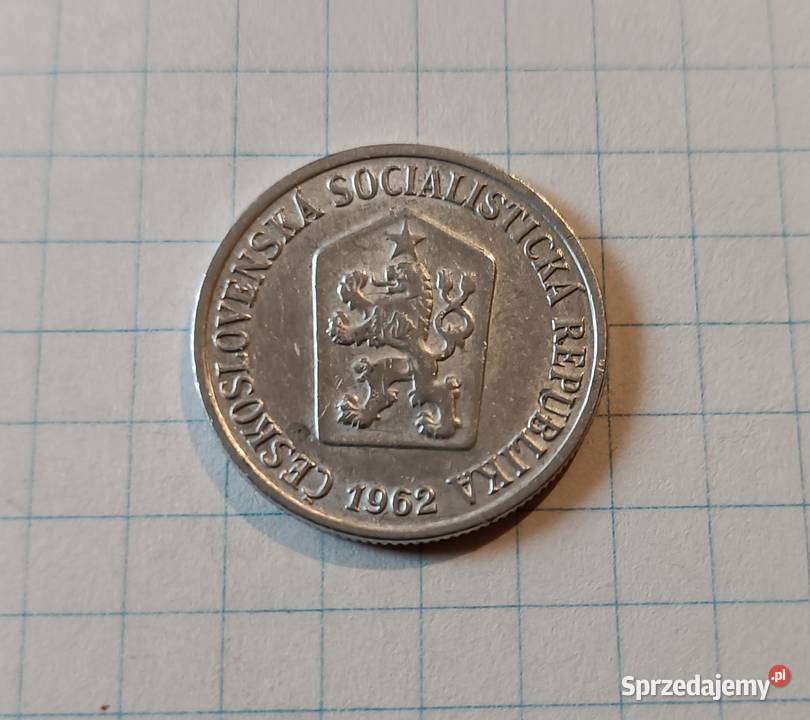 ČESKOSLOVENSKÁ SOCIALISTICKÁ REPUBLIKA
1962
Sprzedajemy.pl